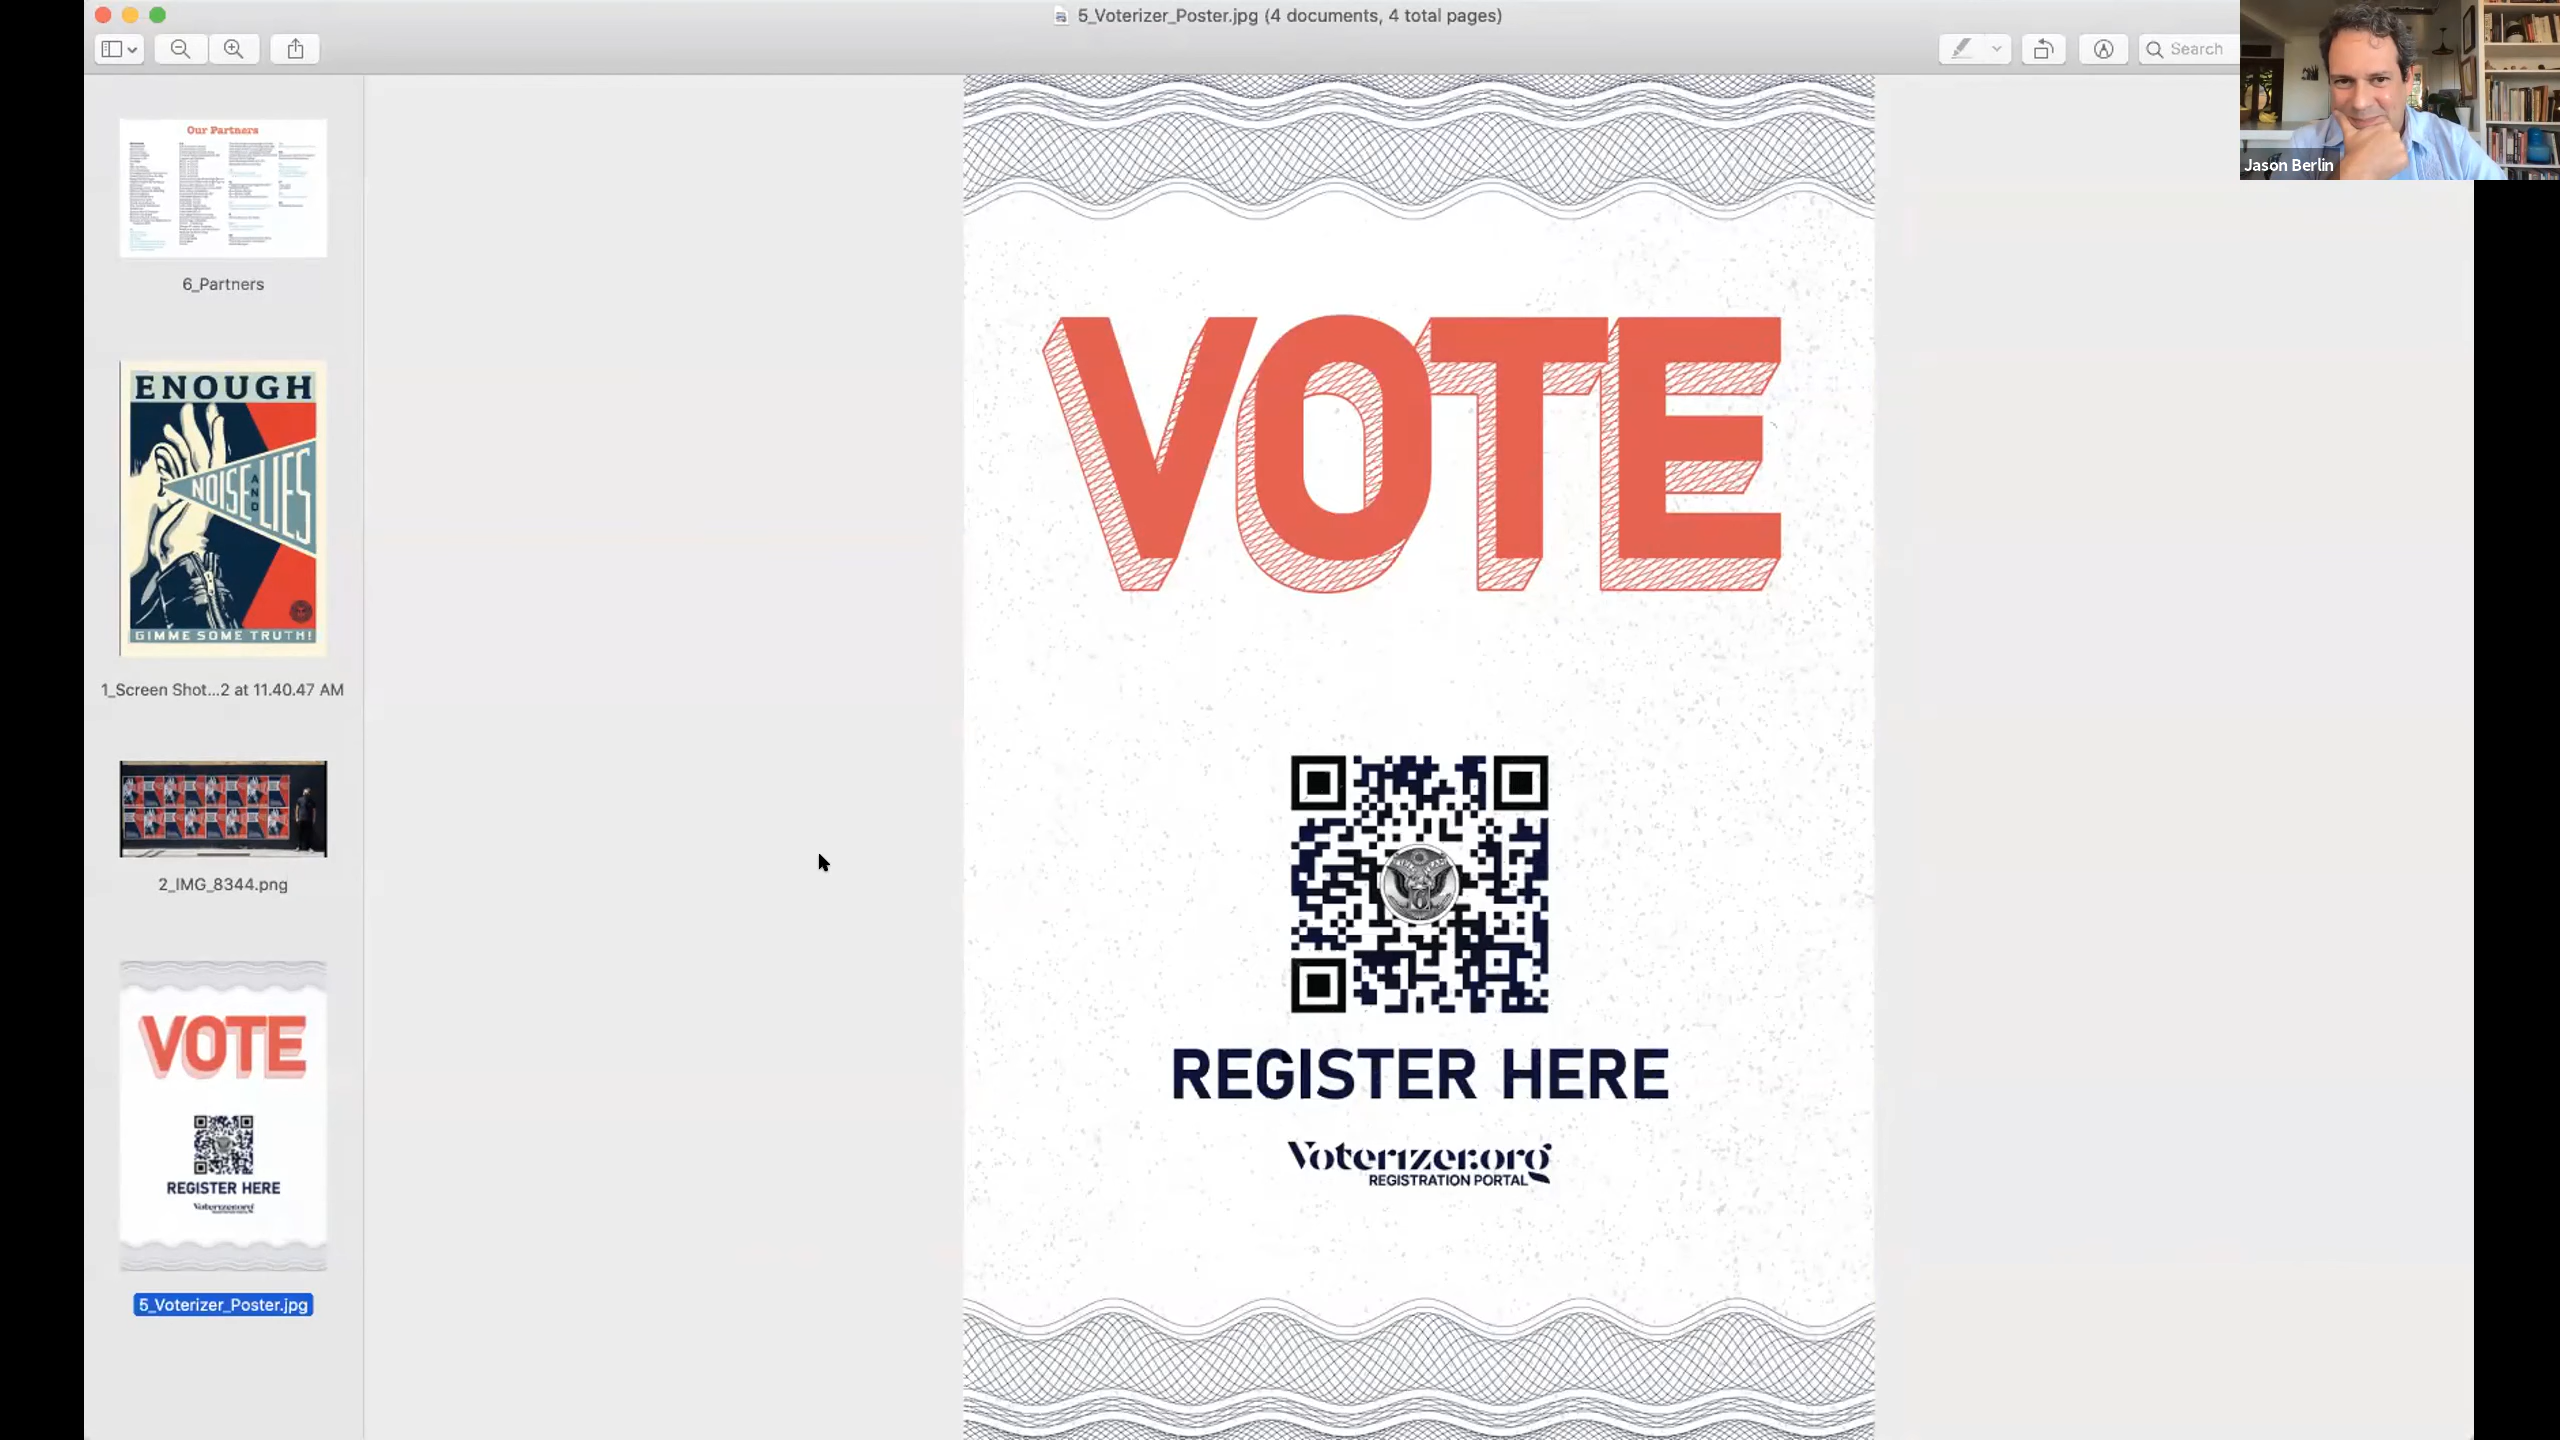 5_Voterizer_Poster.jpg (4 documents, 4 total pages)
Search
Jason Berlin
Our Partners
6_Partners
ENOUGH
NOISE AND LIES
GIMME SOME TRUTH!
1_Screen Shot...2 at 11.40.47 AM
2_IMG_8344.png
VOTE
REGISTER HERE
Voterizer.org
5_Voterizer_Poster.jpg
VOTE
REGISTER HERE
Voterizer.org
REGISTRATION PORTAL